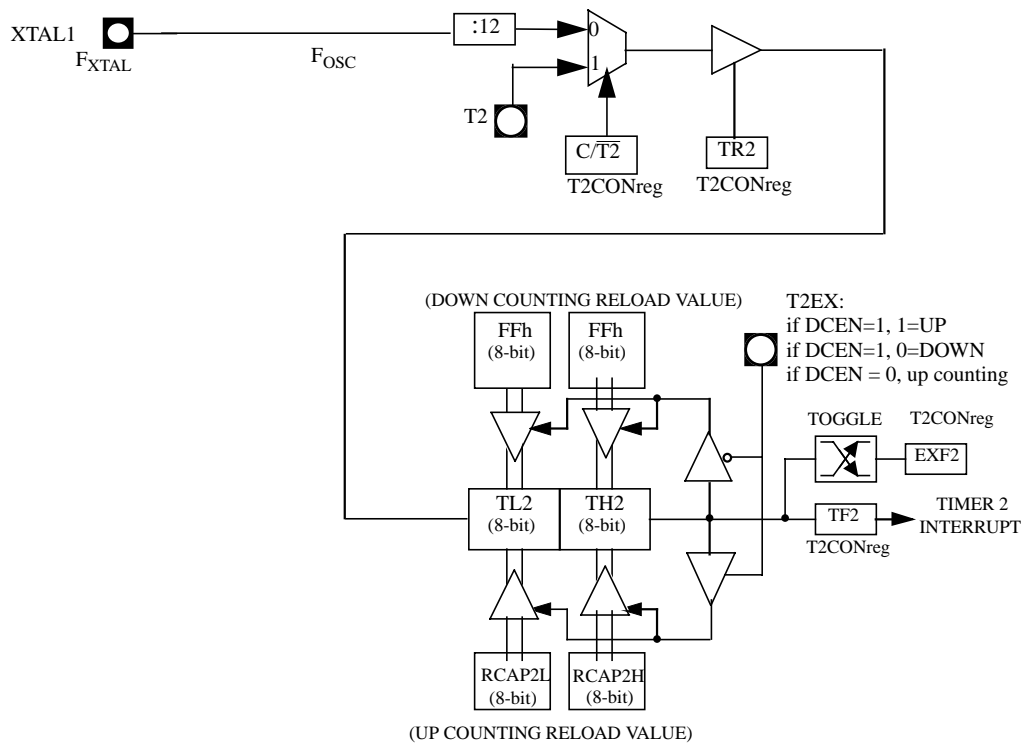 XTAL1
FXTAL
FOSC
:12
0
1
T2
C/T2
T2CONreg
TR2
T2CONreg
(DOWN COUNTING RELOAD VALUE)
FFh
(8-bit)
FFh
(8-bit)
T2EX:
if DCEN=1, 1=UP
if DCEN=1, 0=DOWN
if DCEN = 0, up counting
TOGGLE
T2CONreg
EXF2
TL2
(8-bit)
TH2
(8-bit)
TF2
T2CONreg
TIMER 2
INTERRUPT
RCAP2L
(8-bit)
RCAP2H
(8-bit)
(UP COUNTING RELOAD VALUE)